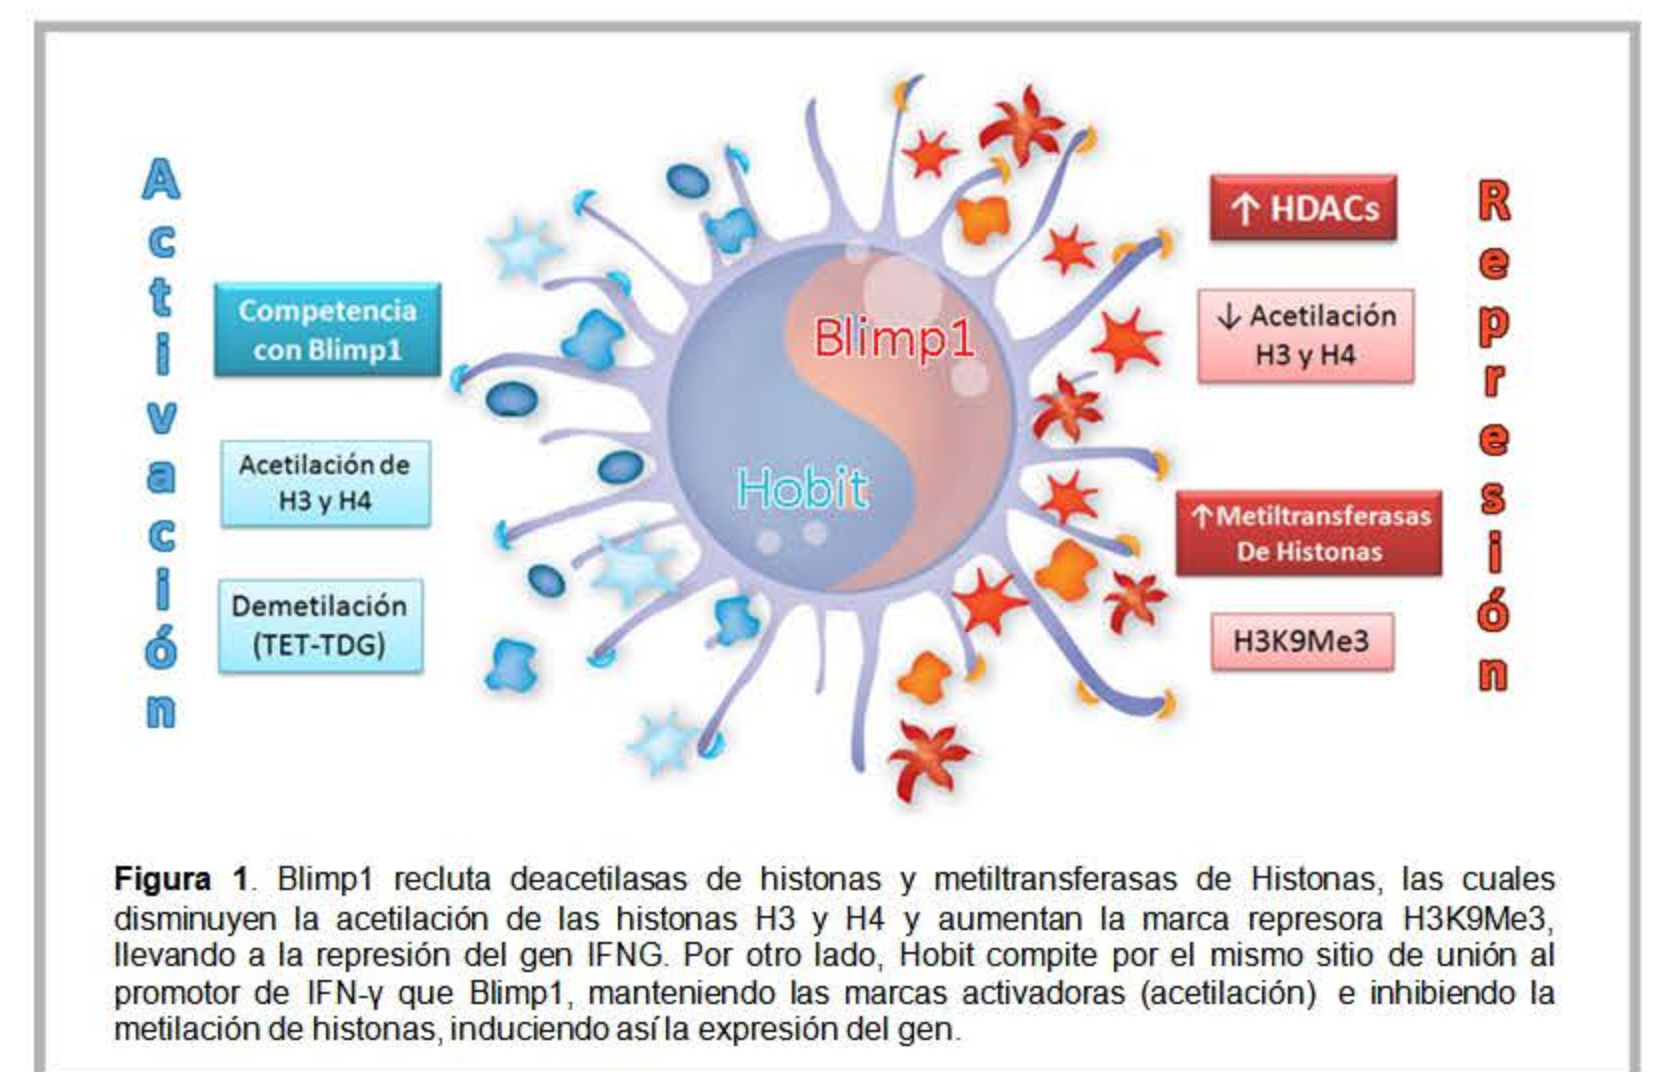 Activación
Competencia
con Blimp1
Acetilación de
H3 y H4
Demetilación
(TET-TDG)
Blimp1
Hobit
↑ HDACs
↓ Acetilación
H3 y H4
↑Metiltransferasas
De Histonas
H3K9Me3
Represión
Figura 1. Blimp1 recluta deacetilasas de histonas y metiltransferasas de Histonas, las cuales
disminuyen la acetilación de las histonas H3 y H4 y aumentan la marca represora H3K9Me3,
llevando a la represión del gen IFNG. Por otro lado, Hobit compite por el mismo sitio de unión al
promotor de IFN-γ que Blimp1, manteniendo las marcas activadoras (acetilación) e inhibiendo la
metilación de histonas, induciendo así la expresión del gen.